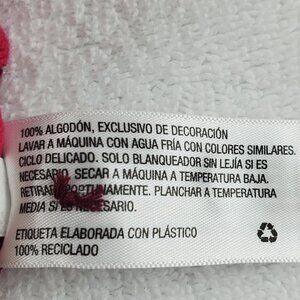 100% ALGODÓN, EXCLUSIVO DE DECORACIÓN
LAVAR A MÁQUINA CON AGUA FRÍA CON COLORES SIMILARES.
CICLO DELICADO. SOLO BLANQUEADOR SIN LEJÍA SI ES
NECESARIO. SECAR A MÁQUINA A TEMPERATURA BAJA.
RETIRAR OPORTUNAMENTE. PLANCHAR A TEMPERATURA
MEDIA SI ES NECESARIO.
ETIQUETA ELABORADA CON PLÁSTICO
100% RECICLADO